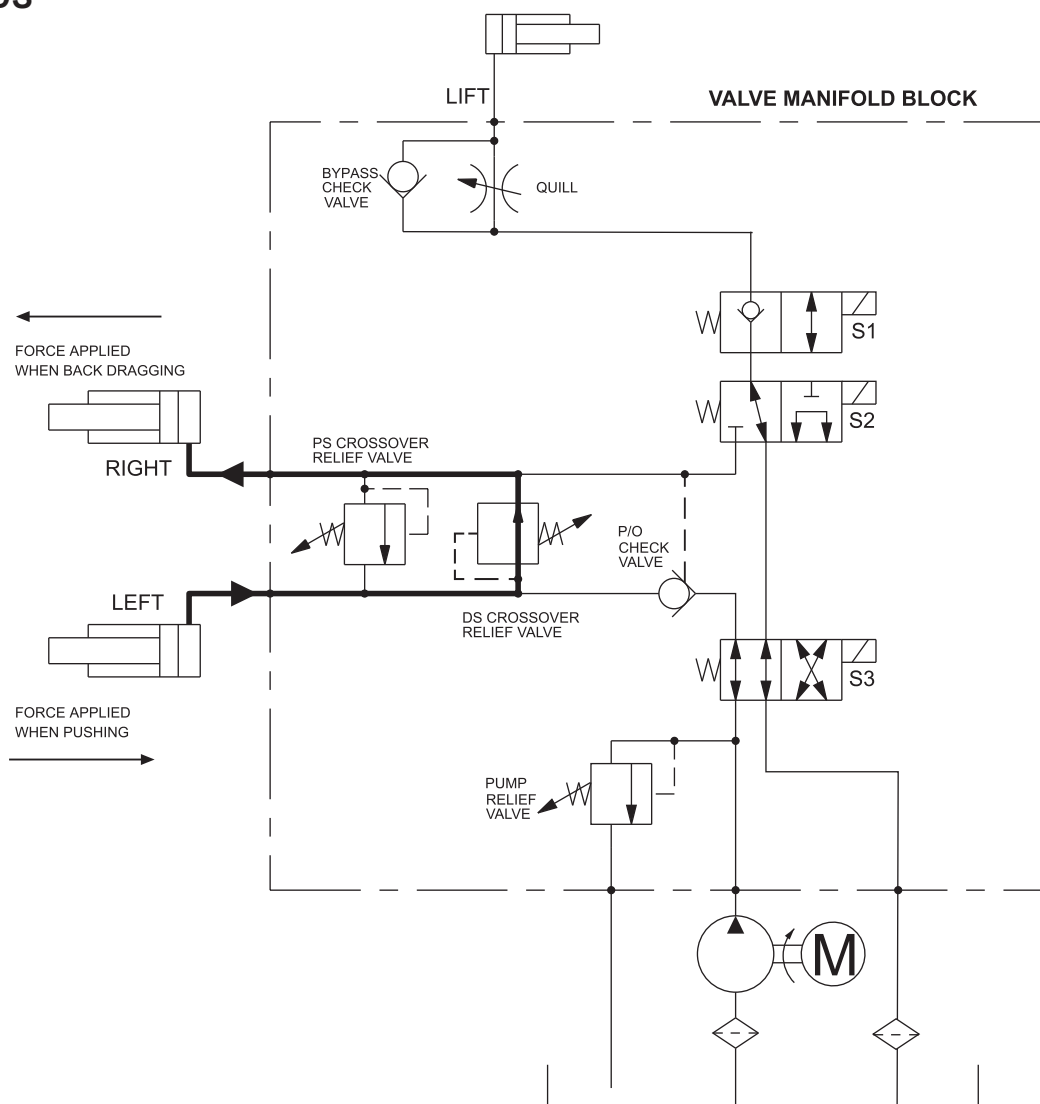 LIFT
VALVE MANIFOLD BLOCK
BYPASS
CHECK
VALVE
QUILL
S1
FORCE APPLIED
WHEN BACK DRAGGING
S2
PS CROSSOVER
RELIEF VALVE
RIGHT
P/O
CHECK
VALVE
LEFT
DS CROSSOVER
RELIEF VALVE
S3
FORCE APPLIED
WHEN PUSHING
PUMP
RELIEF
VALVE
M